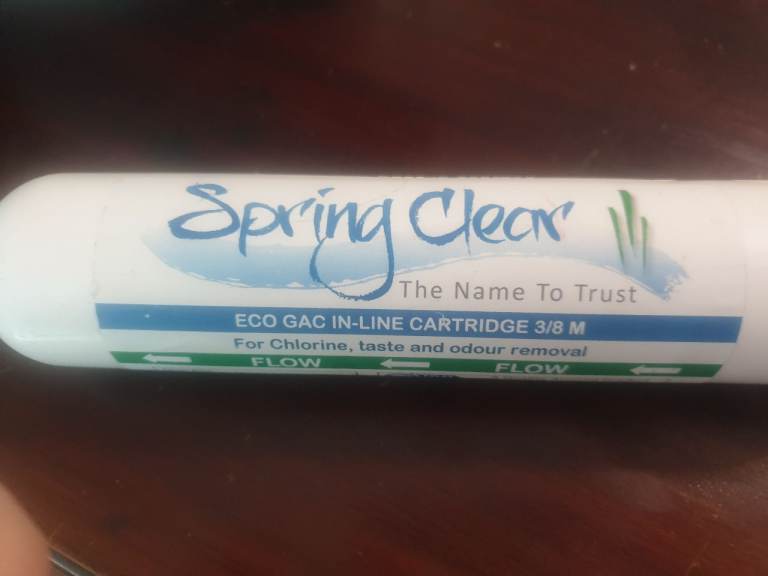 Spring Clear
The Name To Trust
ECO GAC IN-LINE CARTRIDGE 3/8 M
For Chlorine, taste and odour removal
FLOW FLOW